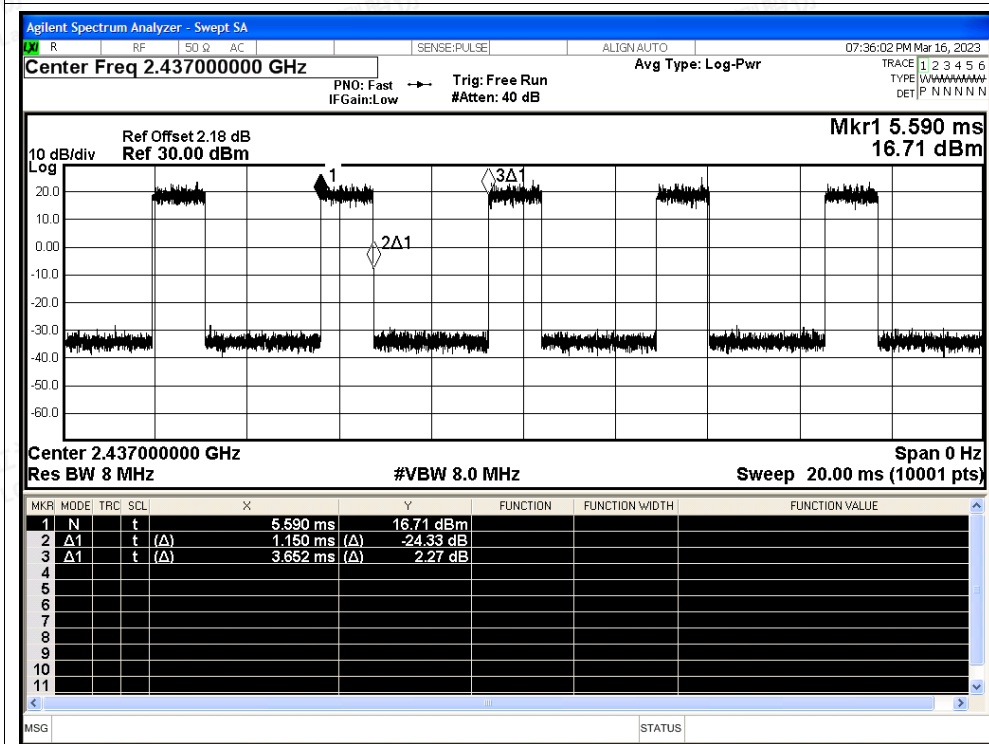 Agilent Spectrum Analyzer - Swept SA
LXI R RF 50 Ω AC SENSE:PULSE ALIGN AUTO 07:36:02 PM Mar 16, 2023
Center Freq 2.437000000 GHz
PNO: Fast
IFGain:Low
Trig: Free Run
#Atten: 40 dB
Avg Type: Log-Pwr
TRACE 1 2 3 4 5 6
TYPE W
DET P N N N N N
Mkr1 5.590 ms
16.71 dBm
Ref Offset 2.18 dB
10 dB/div Ref 30.00 dBm
Log
1
3Δ1
20.0
10.0
2Δ1
0.00
-10.0
-20.0
-30.0
-40.0
-50.0
-60.0
Center 2.437000000 GHz Span 0 Hz
Res BW 8 MHz #VBW 8.0 MHz Sweep 20.00 ms (10001 pts)
MKR MODE TRC SCL X Y FUNCTION FUNCTION WIDTH FUNCTION VALUE
1 N t 5.590 ms 16.71 dBm
2 Δ1 t (Δ) 1.150 ms (Δ) -24.33 dB
3 Δ1 t (Δ) 3.652 ms (Δ) 2.27 dB
4
5
6
7
8
9
10
11
MSG STATUS